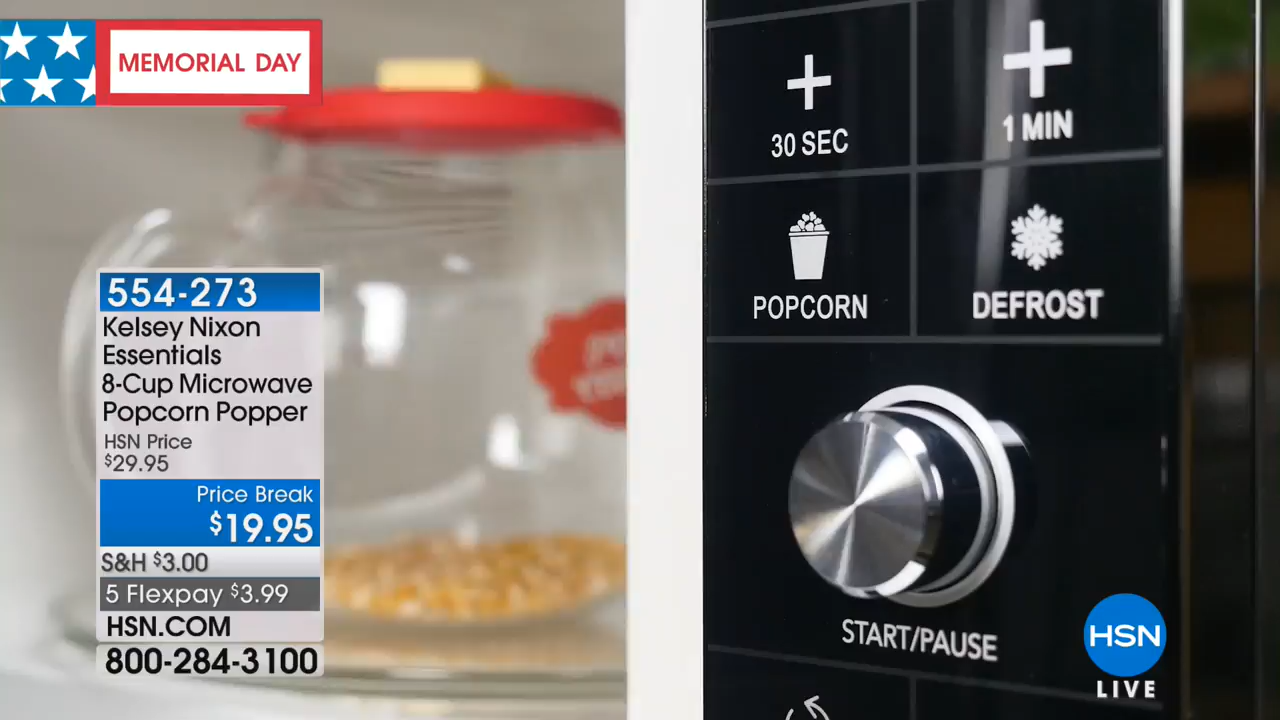 MEMORIAL DAY
554-273
Kelsey Nixon
Essentials
8-Cup Microwave
Popcorn Popper
HSN Price
$29.95
Price Break
$19.95
S&H $3.00
5 Flexpay $3.99
HSN.COM
800-284-3100
30 SEC
1 MIN
POPCORN
DEFROST
START/PAUSE
HSN
LIVE